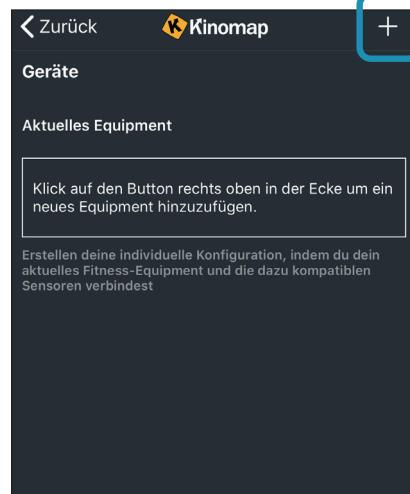 Zurück Kinomap +
Geräte
Aktuelles Equipment
Klick auf den Button rechts oben in der Ecke um ein
neues Equipment hinzuzufügen.
Erstellen deine individuelle Konfiguration, indem du dein
aktuelles Fitness-Equipment und die dazu kompatiblen
Sensoren verbindest